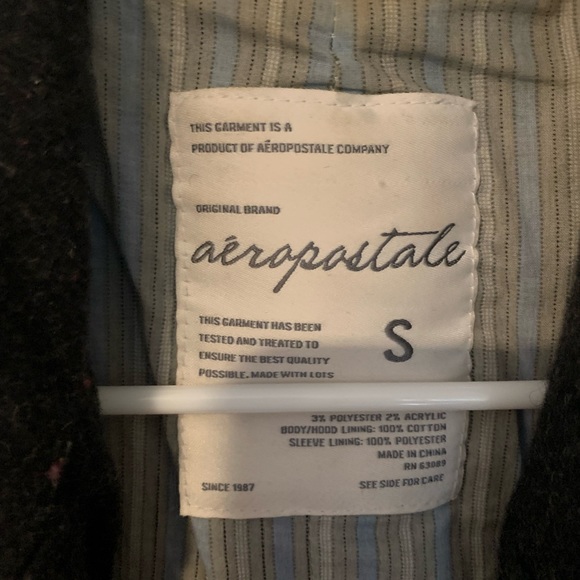 THIS GARMENT IS A
PRODUCT OF AÉROPOSTALE COMPANY
ORIGINAL BRAND
aéropostale
THIS GARMENT HAS BEEN
TESTED AND TREATED TO
ENSURE THE BEST QUALITY
POSSIBLE. MADE WITH LOTS
S
3% POLYESTER 2% ACRYLIC
BODY/HOOD LINING: 100% COTTON
SLEEVE LINING: 100% POLYESTER
MADE IN CHINA
RN 63089
SINCE 1987
SEE SIDE FOR CARE